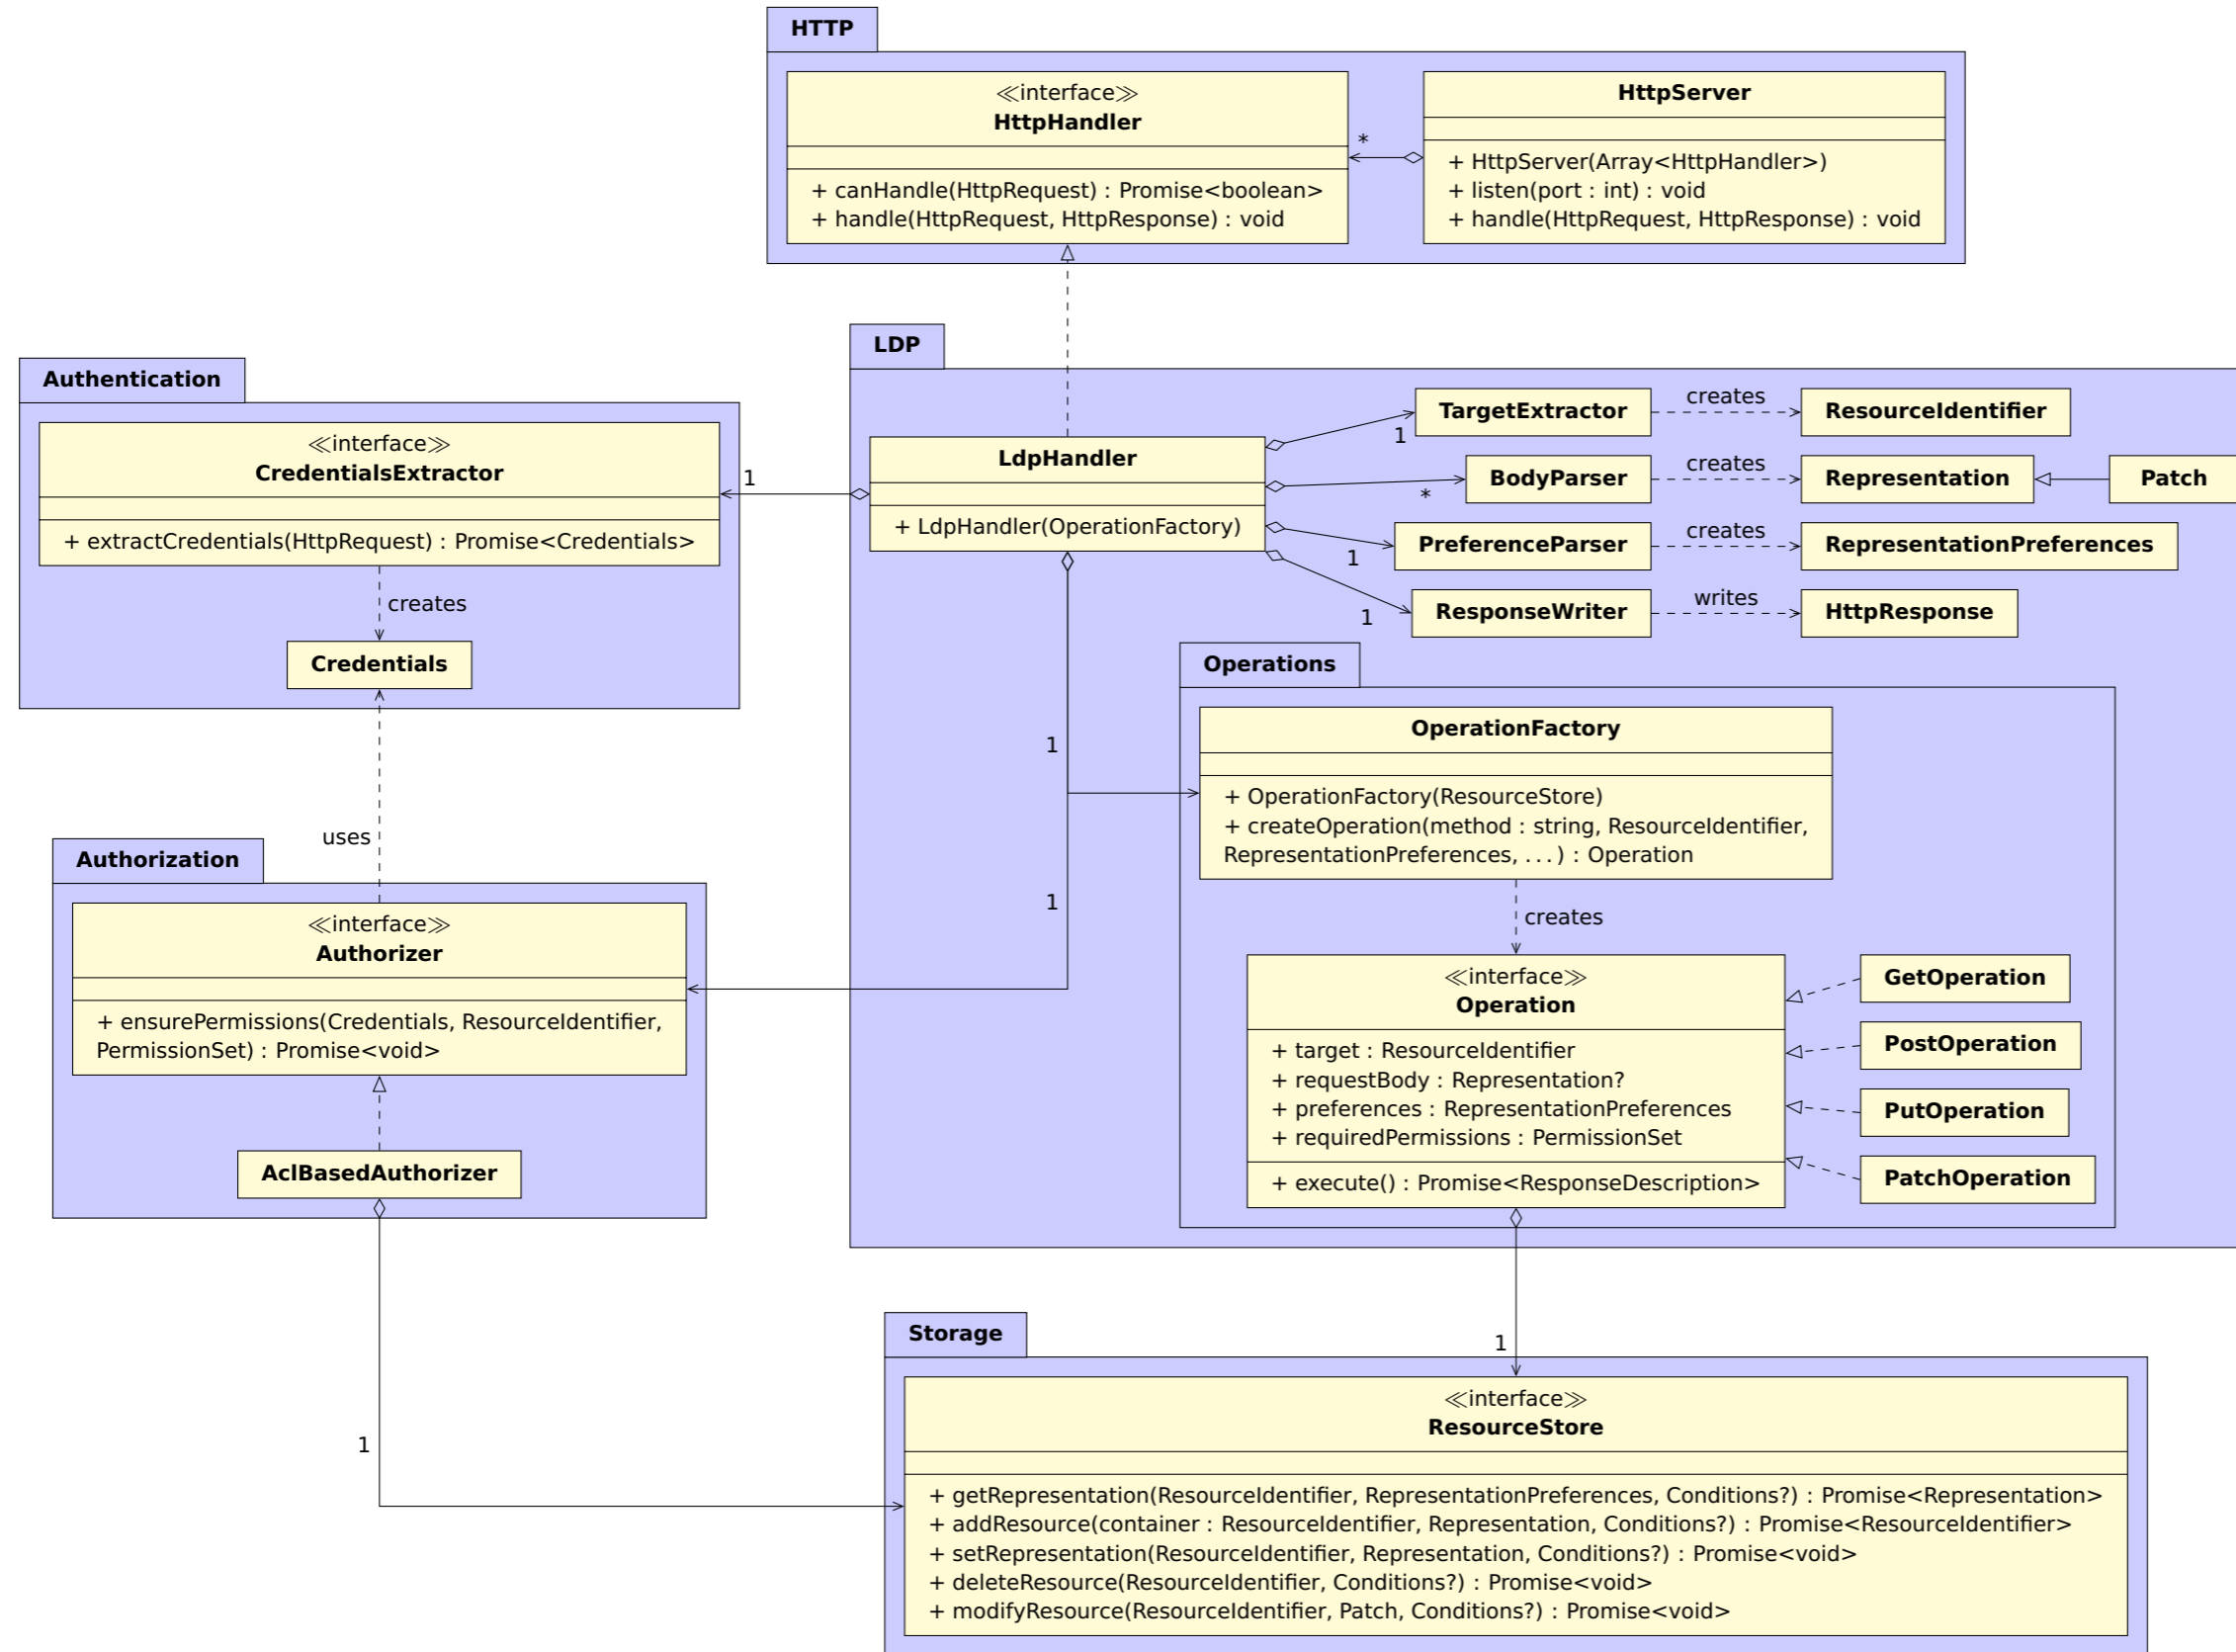 HTTP
≪interface≫
HttpHandler
+ canHandle(HttpRequest) : Promise<boolean>
+ handle(HttpRequest, HttpResponse) : void
*
HttpServer
+ HttpServer(Array<HttpHandler>)
+ listen(port : int) : void
+ handle(HttpRequest, HttpResponse) : void
Authentication
≪interface≫
CredentialsExtractor
+ extractCredentials(HttpRequest) : Promise<Credentials>
creates
Credentials
1
LDP
LdpHandler
+ LdpHandler(OperationFactory)
1
TargetExtractor
creates
ResourceIdentifier
*
BodyParser
creates
Representation
Patch
1
PreferenceParser
creates
RepresentationPreferences
1
ResponseWriter
writes
HttpResponse
Operations
1
OperationFactory
+ OperationFactory(ResourceStore)
+ createOperation(method : string, ResourceIdentifier,
RepresentationPreferences, ...) : Operation
creates
≪interface≫
Operation
+ target : ResourceIdentifier
+ requestBody : Representation?
+ preferences : RepresentationPreferences
+ requiredPermissions : PermissionSet
+ execute() : Promise<ResponseDescription>
GetOperation
PostOperation
PutOperation
PatchOperation
uses
1
Authorization
≪interface≫
Authorizer
+ ensurePermissions(Credentials, ResourceIdentifier,
PermissionSet) : Promise<void>
AclBasedAuthorizer
1
1
Storage
≪interface≫
ResourceStore
+ getRepresentation(ResourceIdentifier, RepresentationPreferences, Conditions?) : Promise<Representation>
+ addResource(container : ResourceIdentifier, Representation, Conditions?) : Promise<ResourceIdentifier>
+ setRepresentation(ResourceIdentifier, Representation, Conditions?) : Promise<void>
+ deleteResource(ResourceIdentifier, Conditions?) : Promise<void>
+ modifyResource(ResourceIdentifier, Patch, Conditions?) : Promise<void>